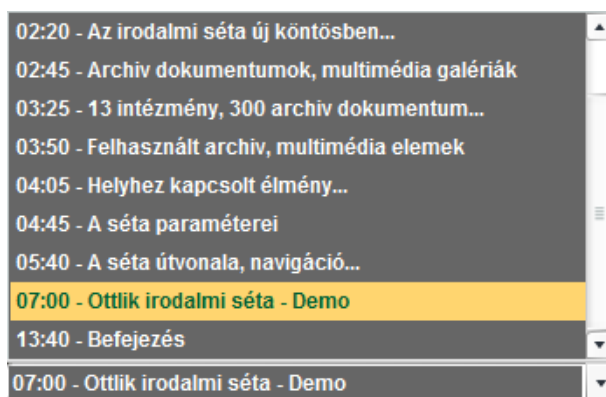 02:20 - Az irodalmi séta új köntösben...
02:45 - Archiv dokumentumok, multimédia galériák
03:25 - 13 intézmény, 300 archiv dokumentum...
03:50 - Felhasznált archiv, multimédia elemek
04:05 - Helyhez kapcsolt élmény...
04:45 - A séta paraméterei
05:40 - A séta útvonala, navigáció...
07:00 - Ottlik irodalmi séta - Demo
13:40 - Befejezés
07:00 - Ottlik irodalmi séta - Demo